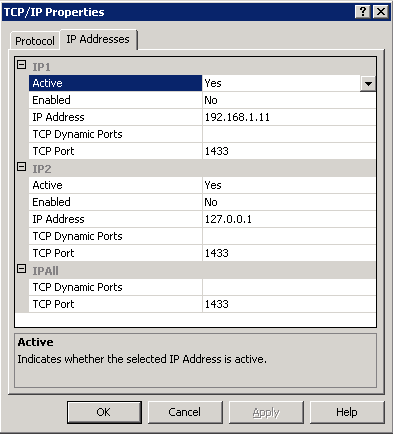 TCP/IP Properties
Protocol IP Addresses
IP1
Active Yes
Enabled No
IP Address 192.168.1.11
TCP Dynamic Ports
TCP Port 1433
IP2
Active Yes
Enabled No
IP Address 127.0.0.1
TCP Dynamic Ports
TCP Port 1433
IPAll
TCP Dynamic Ports
TCP Port 1433
Active
Indicates whether the selected IP Address is active.
OK Cancel Apply Help